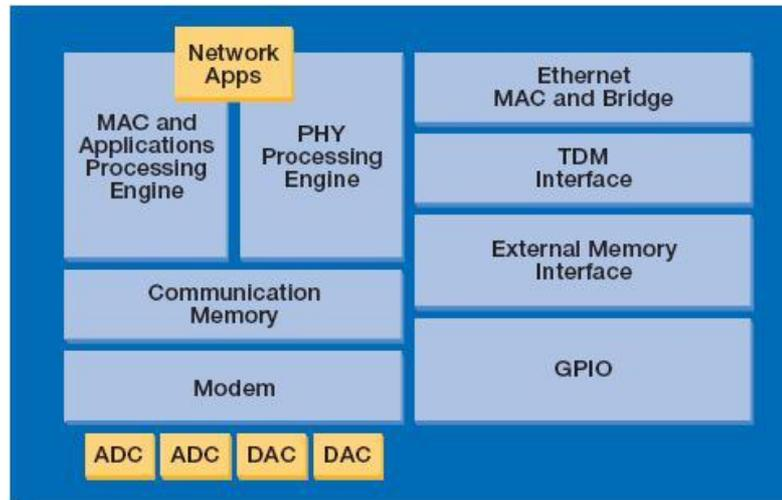 Network
Apps
MAC and
Applications
Processing
Engine
PHY
Processing
Engine
Communication
Memory
Modem
ADC
ADC
DAC
DAC
Ethernet
MAC and Bridge
TDM
Interface
External Memory
Interface
GPIO